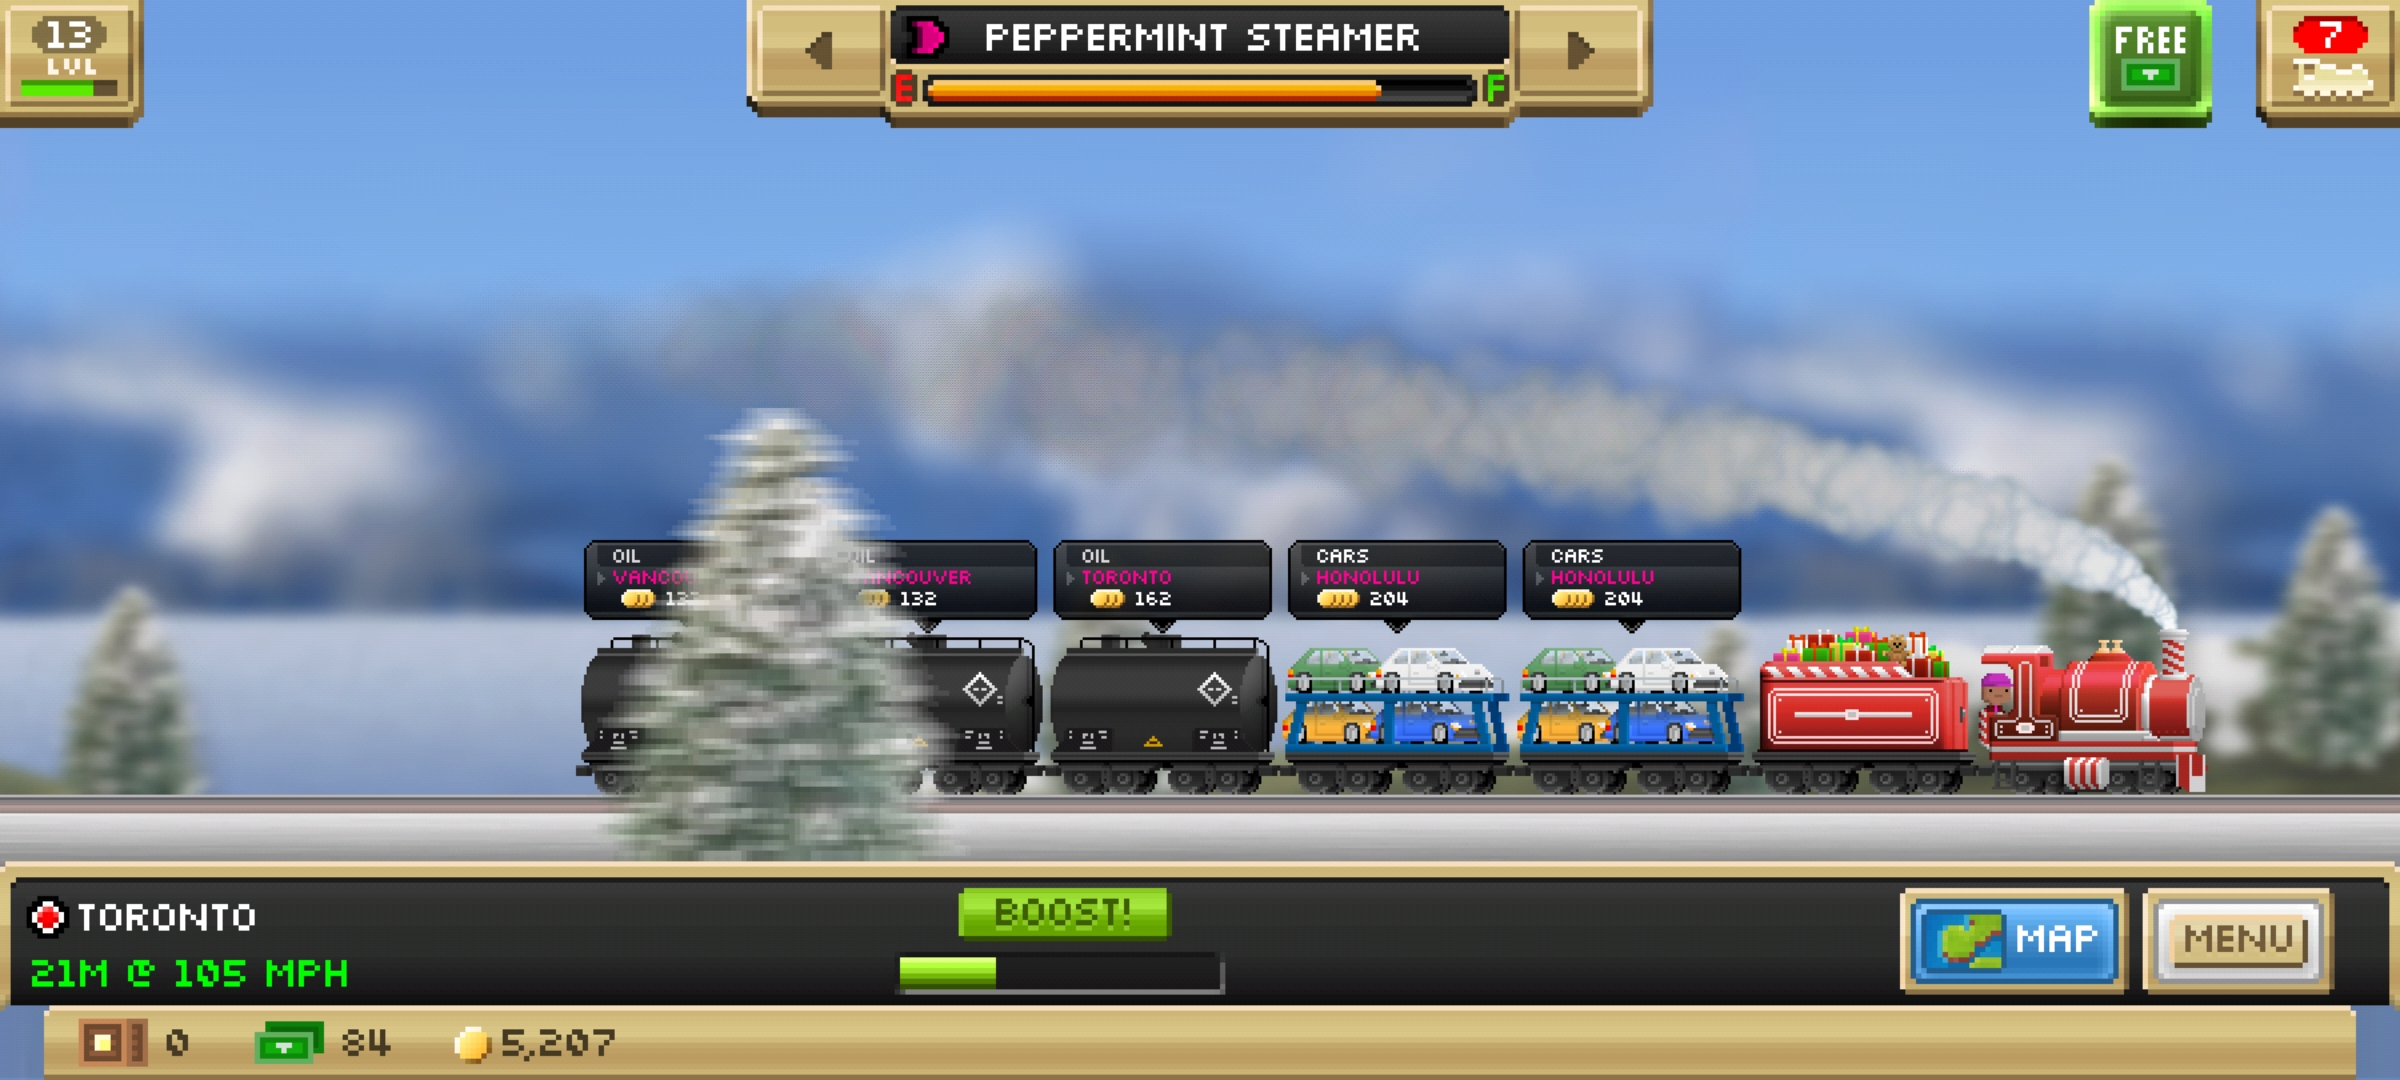 13
LVL
PEPPERMINT STEAMER
E F
FREE
7
OIL
132
OIL
TORONTO
162
CARS
HONOLULU
204
CARS
HONOLULU
204
TORONTO
21M @ 105 MPH
BOOST!
MAP
MENU
0
84
5,207